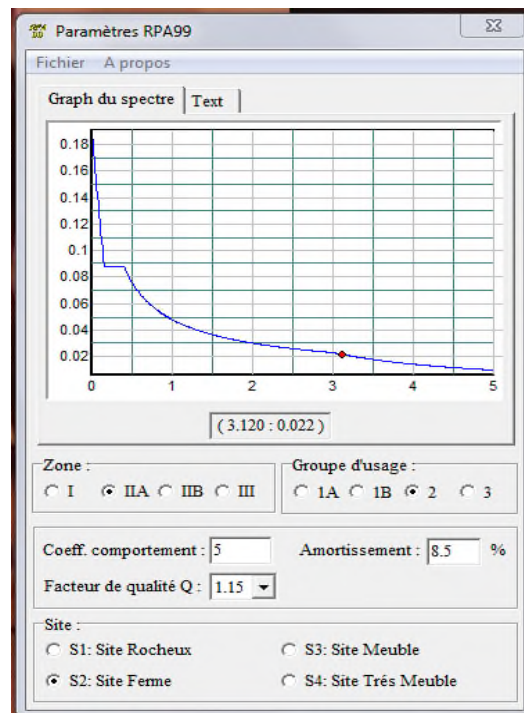 Paramètres RPA99
Fichier A propos
Graph du spectre Text
0.18
0.16
0.14
0.12
0.1
0.08
0.06
0.04
0.02
0 1 2 3 4 5
( 3.120 : 0.022 )
Zone :
I IIA IIB III
Groupe d'usage :
1A 1B 2 3
Coeff. comportement : 5 Amortissement : 8.5 %
Facteur de qualité Q : 1.15
Site :
S1: Site Rocheux S3: Site Meuble
S2: Site Ferme S4: Site Trés Meuble